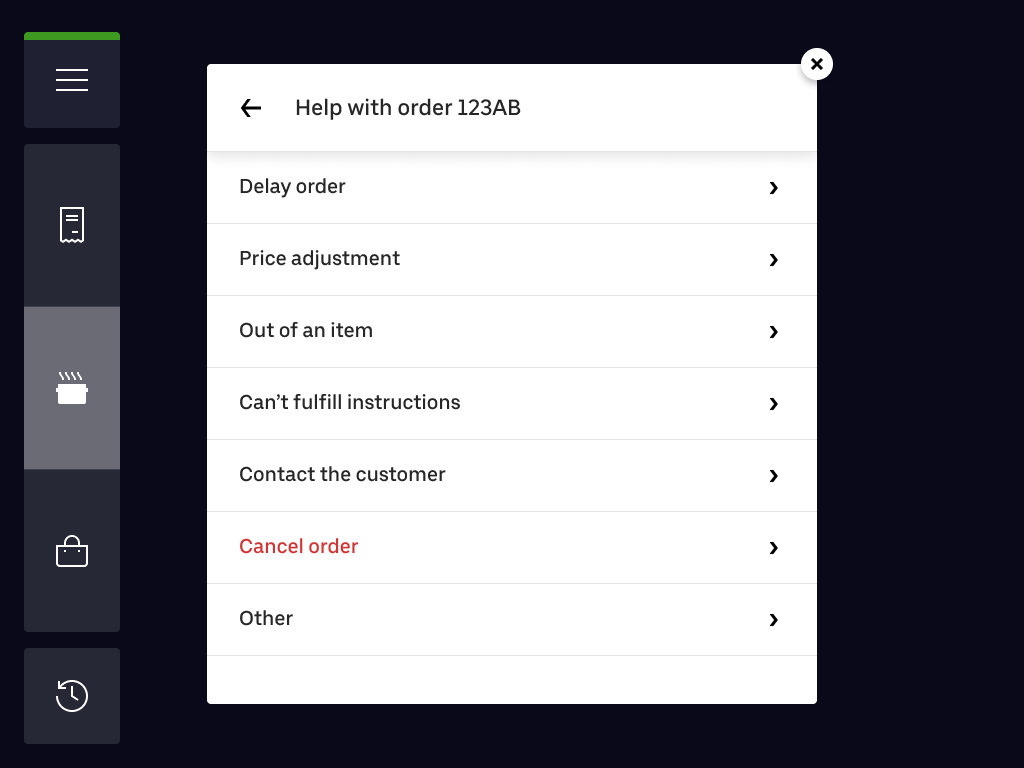 Help with order 123AB
Delay order
Price adjustment
Out of an item
Can’t fulfill instructions
Contact the customer
Cancel order
Other